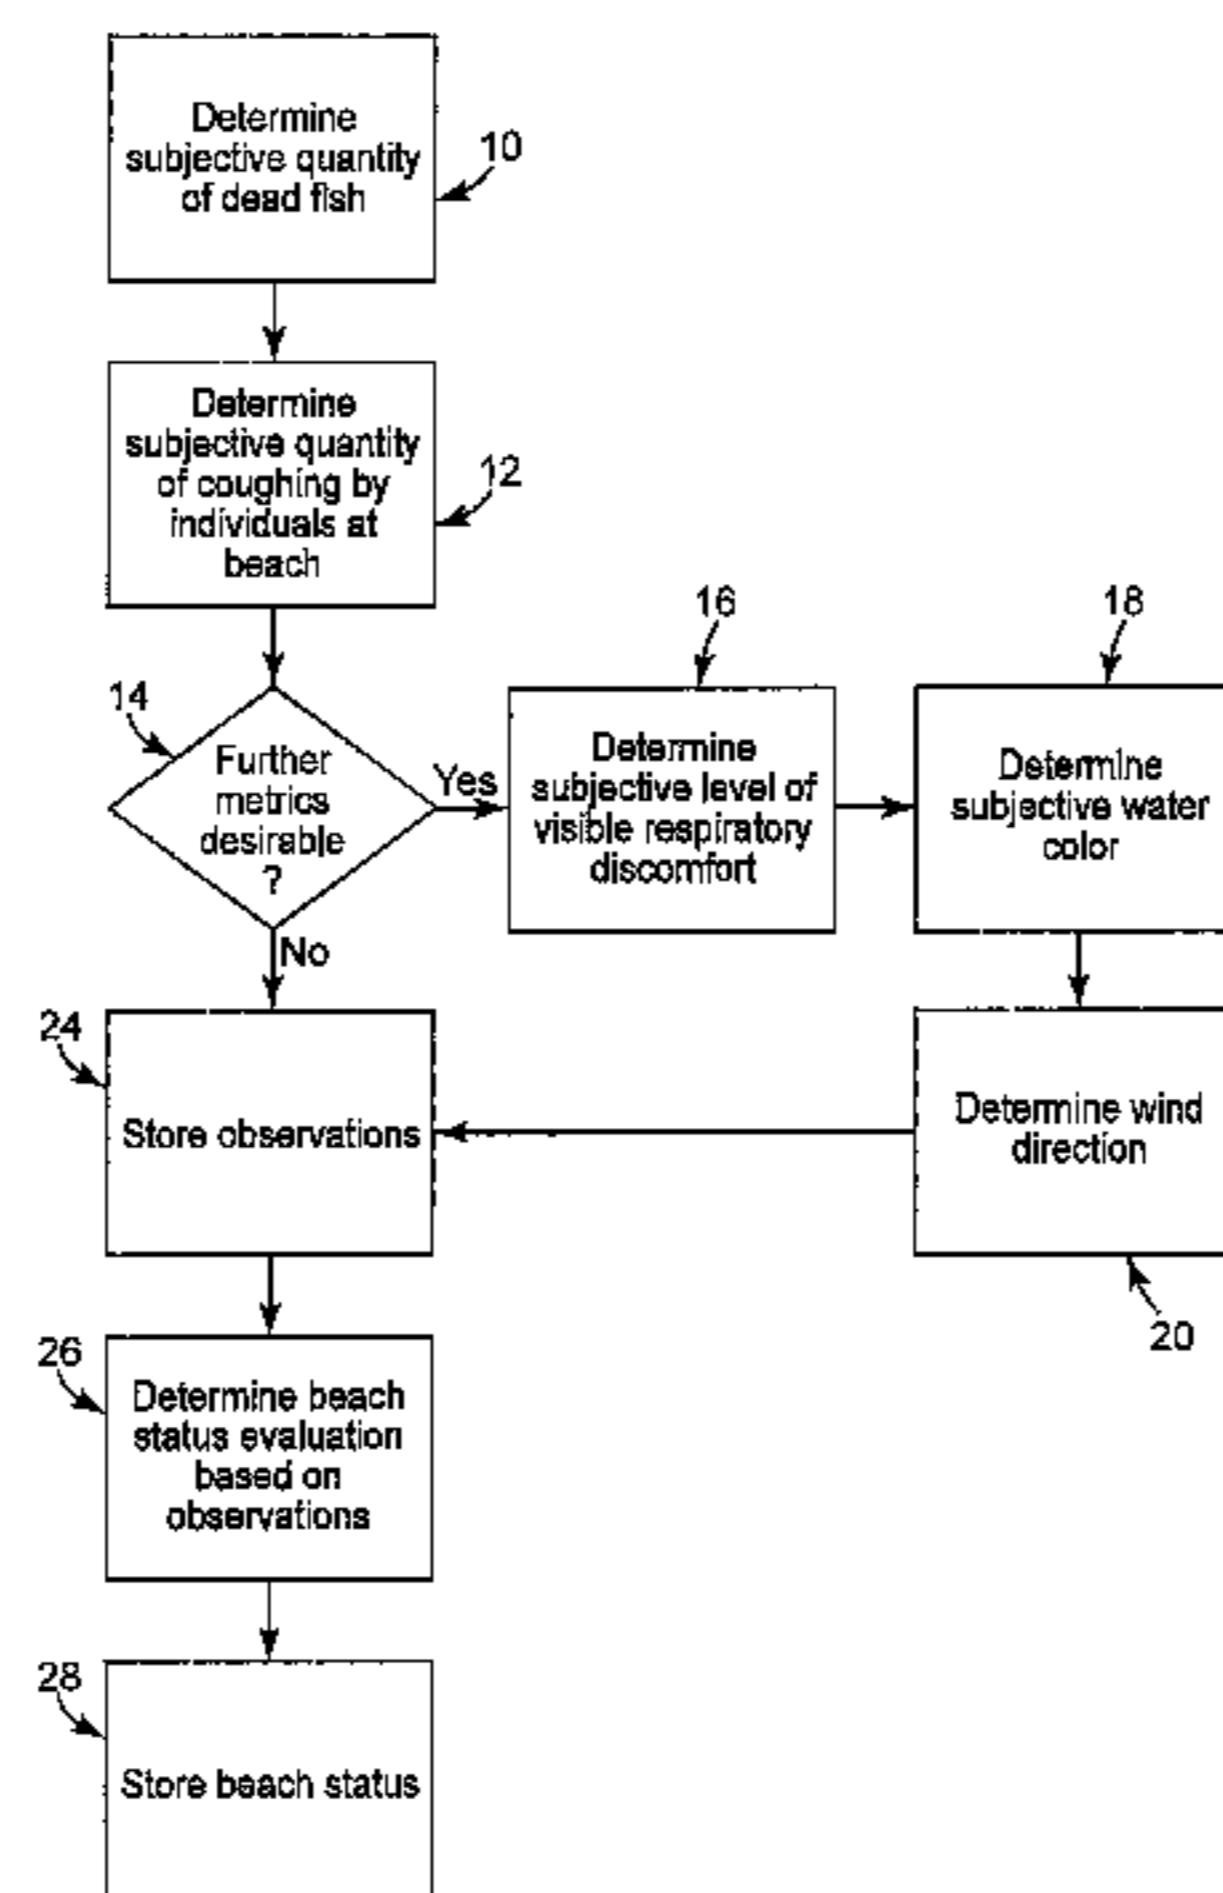 Determine
subjective quantity
of dead fish
10
Determine
subjective quantity
of coughing by
individuals at
beach
12
14
Further
metrics
desirable
?
Yes
No
16
Determine
subjective level of
visible respiratory
discomfort
18
Determine
subjective water
color
Determine wind
direction
20
24
Store observations
26
Determine beach
status evaluation
based on
observations
28
Store beach status